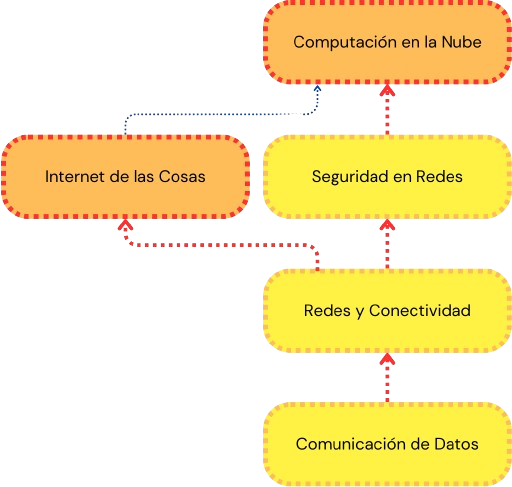 Computación en la Nube
Internet de las Cosas
Seguridad en Redes
Redes y Conectividad
Comunicación de Datos